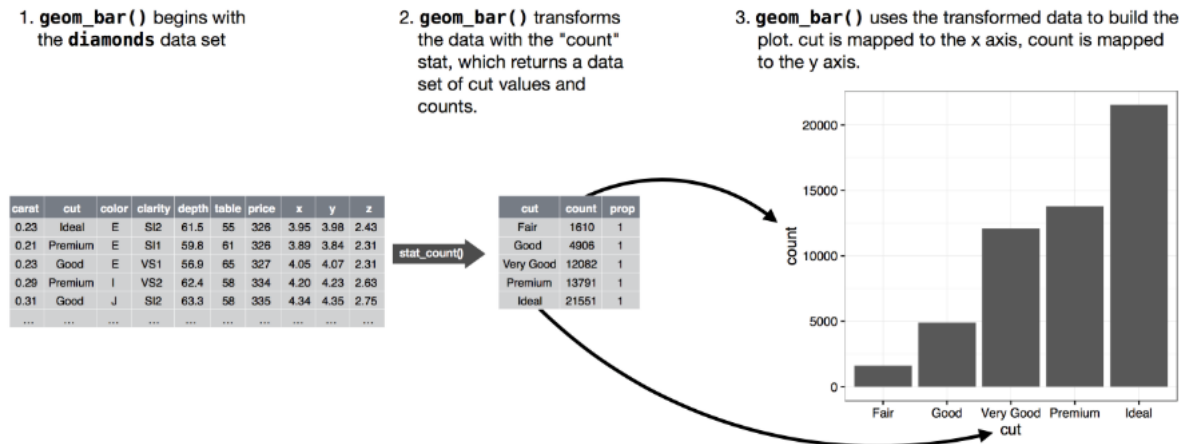 1. geom_bar() begins with
the diamonds data set
2. geom_bar() transforms
the data with the "count"
stat, which returns a data
set of cut values and
counts.
3. geom_bar() uses the transformed data to build the
plot. cut is mapped to the x axis, count is mapped
to the y axis.
carat cut color clarity depth table price x y z
0.23 Ideal E SI2 61.5 55 326 3.95 3.98 2.43
0.21 Premium E SI1 59.8 61 326 3.89 3.84 2.31
0.23 Good E VS1 56.9 65 327 4.05 4.07 2.31
0.29 Premium I VS2 62.4 58 334 4.20 4.23 2.63
0.31 Good J SI2 63.3 58 335 4.34 4.35 2.75
... ... ... ... ... ... ... ... ... ...
stat_count()
cut count prop
Fair 1610 1
Good 4906 1
Very Good 12082 1
Premium 13791 1
Ideal 21551 1
20000
15000
10000
5000
0
count
Fair Good Very Good Premium Ideal
cut